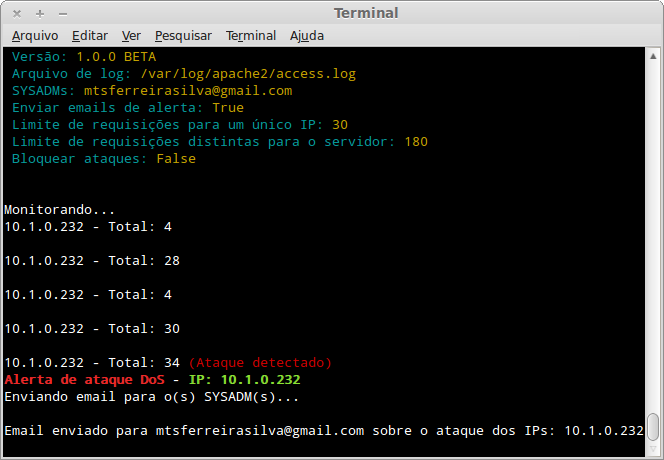 Terminal
Arquivo Editar Ver Pesquisar Terminal Ajuda
Versão: 1.0.0 BETA
Arquivo de log: /var/log/apache2/access.log
SYSADMs: mtsferreirasilva@gmail.com
Enviar emails de alerta: True
Limite de requisições para um único IP: 30
Limite de requisições distintas para o servidor: 180
Bloquear ataques: False
Monitorando...
10.1.0.232 - Total: 4
10.1.0.232 - Total: 28
10.1.0.232 - Total: 4
10.1.0.232 - Total: 30
10.1.0.232 - Total: 34 (Ataque detectado)
Alerta de ataque DoS - IP: 10.1.0.232
Enviando email para o(s) SYSADM(s)...
Email enviado para mtsferreirasilva@gmail.com sobre o ataque dos IPs: 10.1.0.232